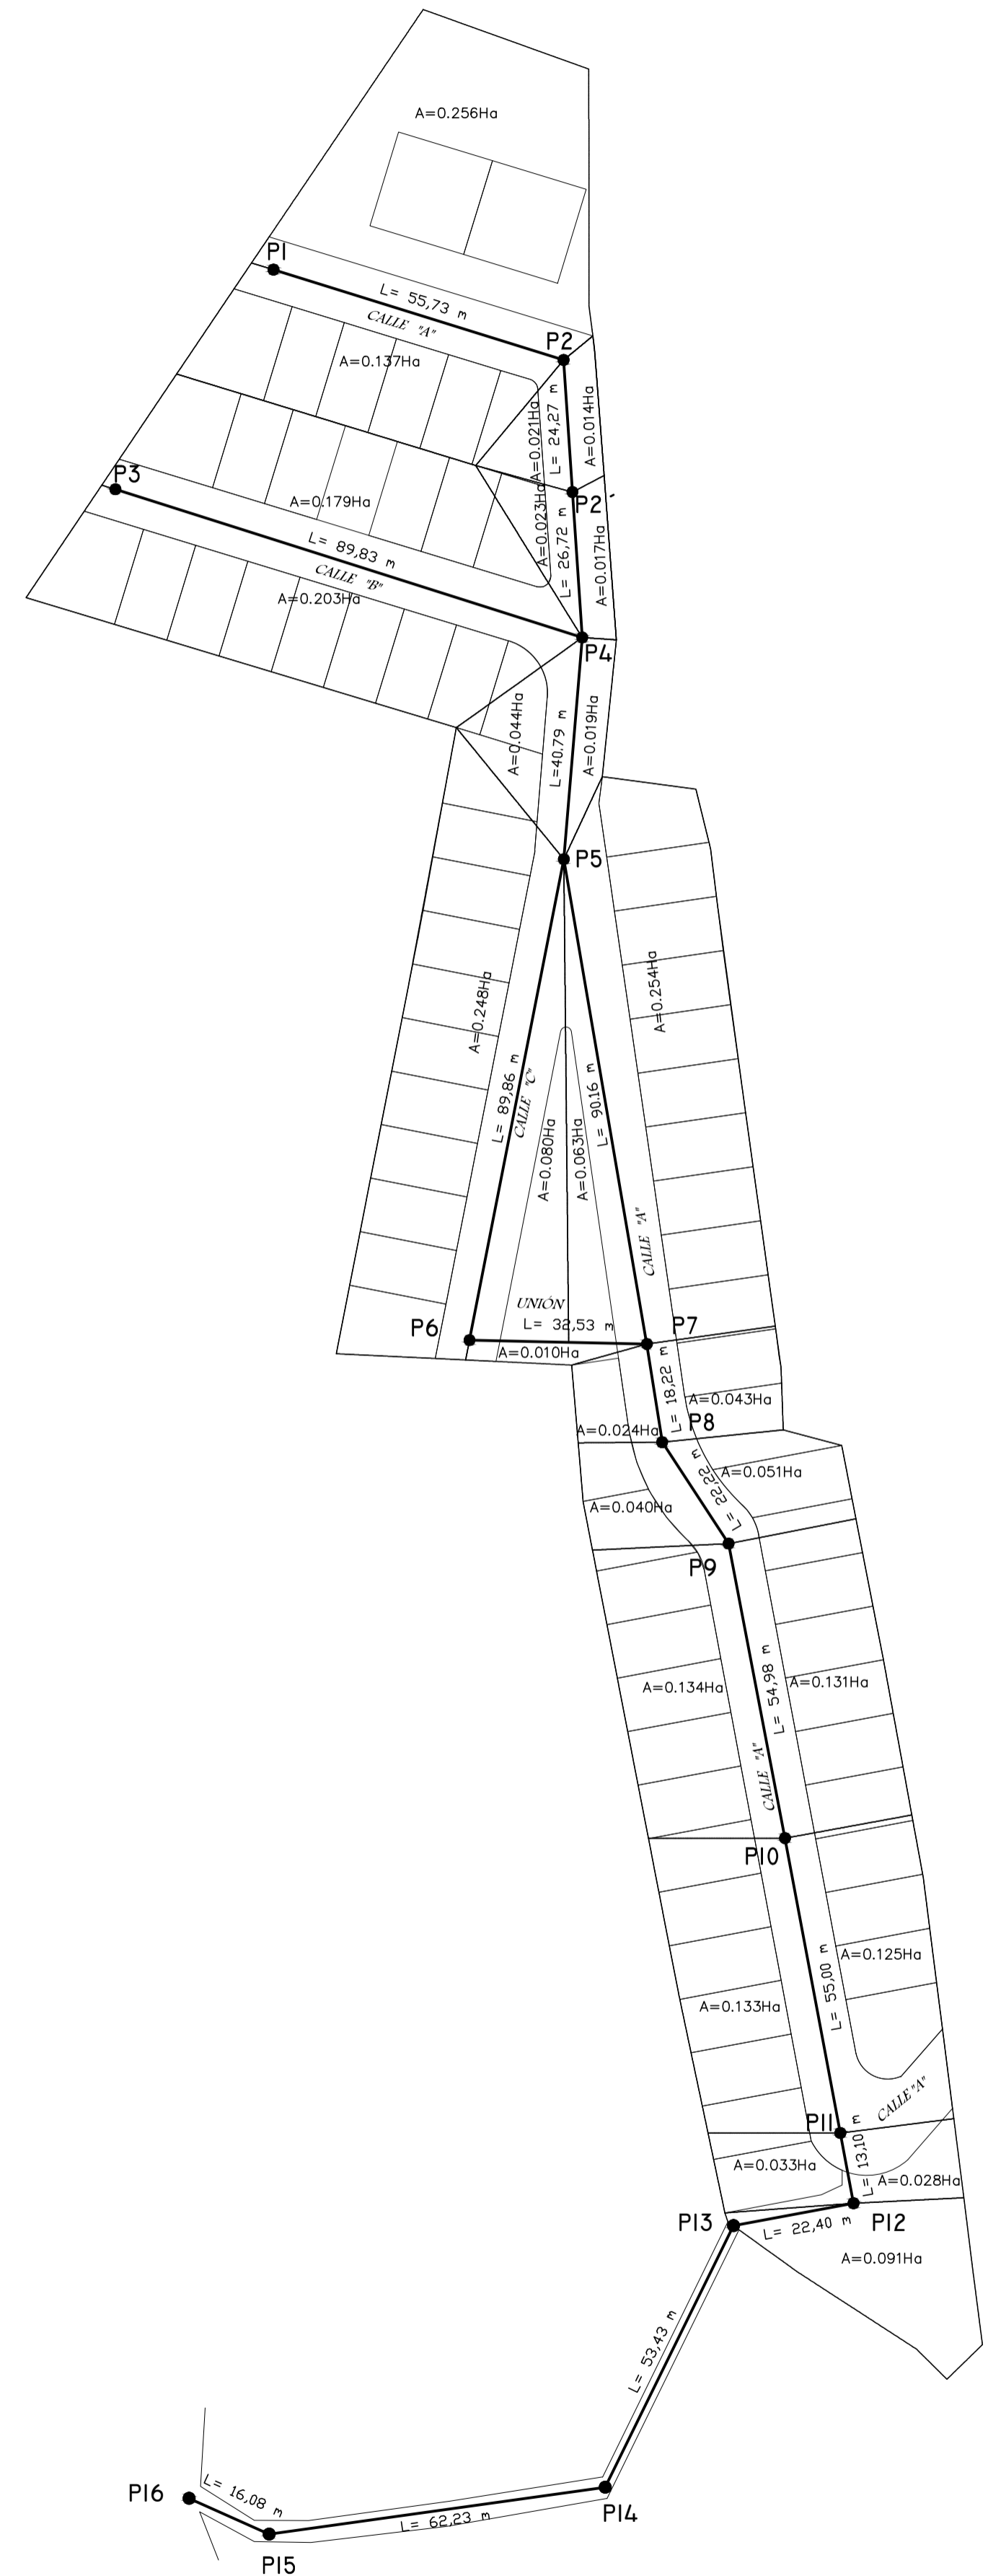 A=0.256Ha
P1
L= 55,73 m
CALLE "A"
P2
A=0.137Ha
A=0.021Ha
L= 24,27 m
A=0.014Ha
P3
A=0.179Ha
P2´
A=0.023Ha
L= 26,72 m
A=0.017Ha
L= 89,83 m
CALLE "B"
A=0.203Ha
P4
A=0.044Ha
L=40.79 m
A=0.019Ha
P5
A=0.248Ha
A=0.254Ha
L= 89,86 m
CALLE "C"
L= 90.16 m
A=0.080Ha
A=0.063Ha
CALLE "A"
UNIÓN
P6
L= 32,53 m
P7
A=0.010Ha
L= 18,22 m
A=0.043Ha
A=0.024Ha
P8
L= 22,22 m
A=0.051Ha
A=0.040Ha
P9
A=0.134Ha
L= 54,98 m
A=0.131Ha
CALLE "A"
P10
A=0.125Ha
L= 55,00 m
A=0.133Ha
CALLE "A"
P11
L= 13,10 m
A=0.033Ha
A=0.028Ha
P13
L= 22,40 m
P12
A=0.091Ha
L= 53,43 m
P16
L= 16,08 m
L= 62,23 m
P14
P15